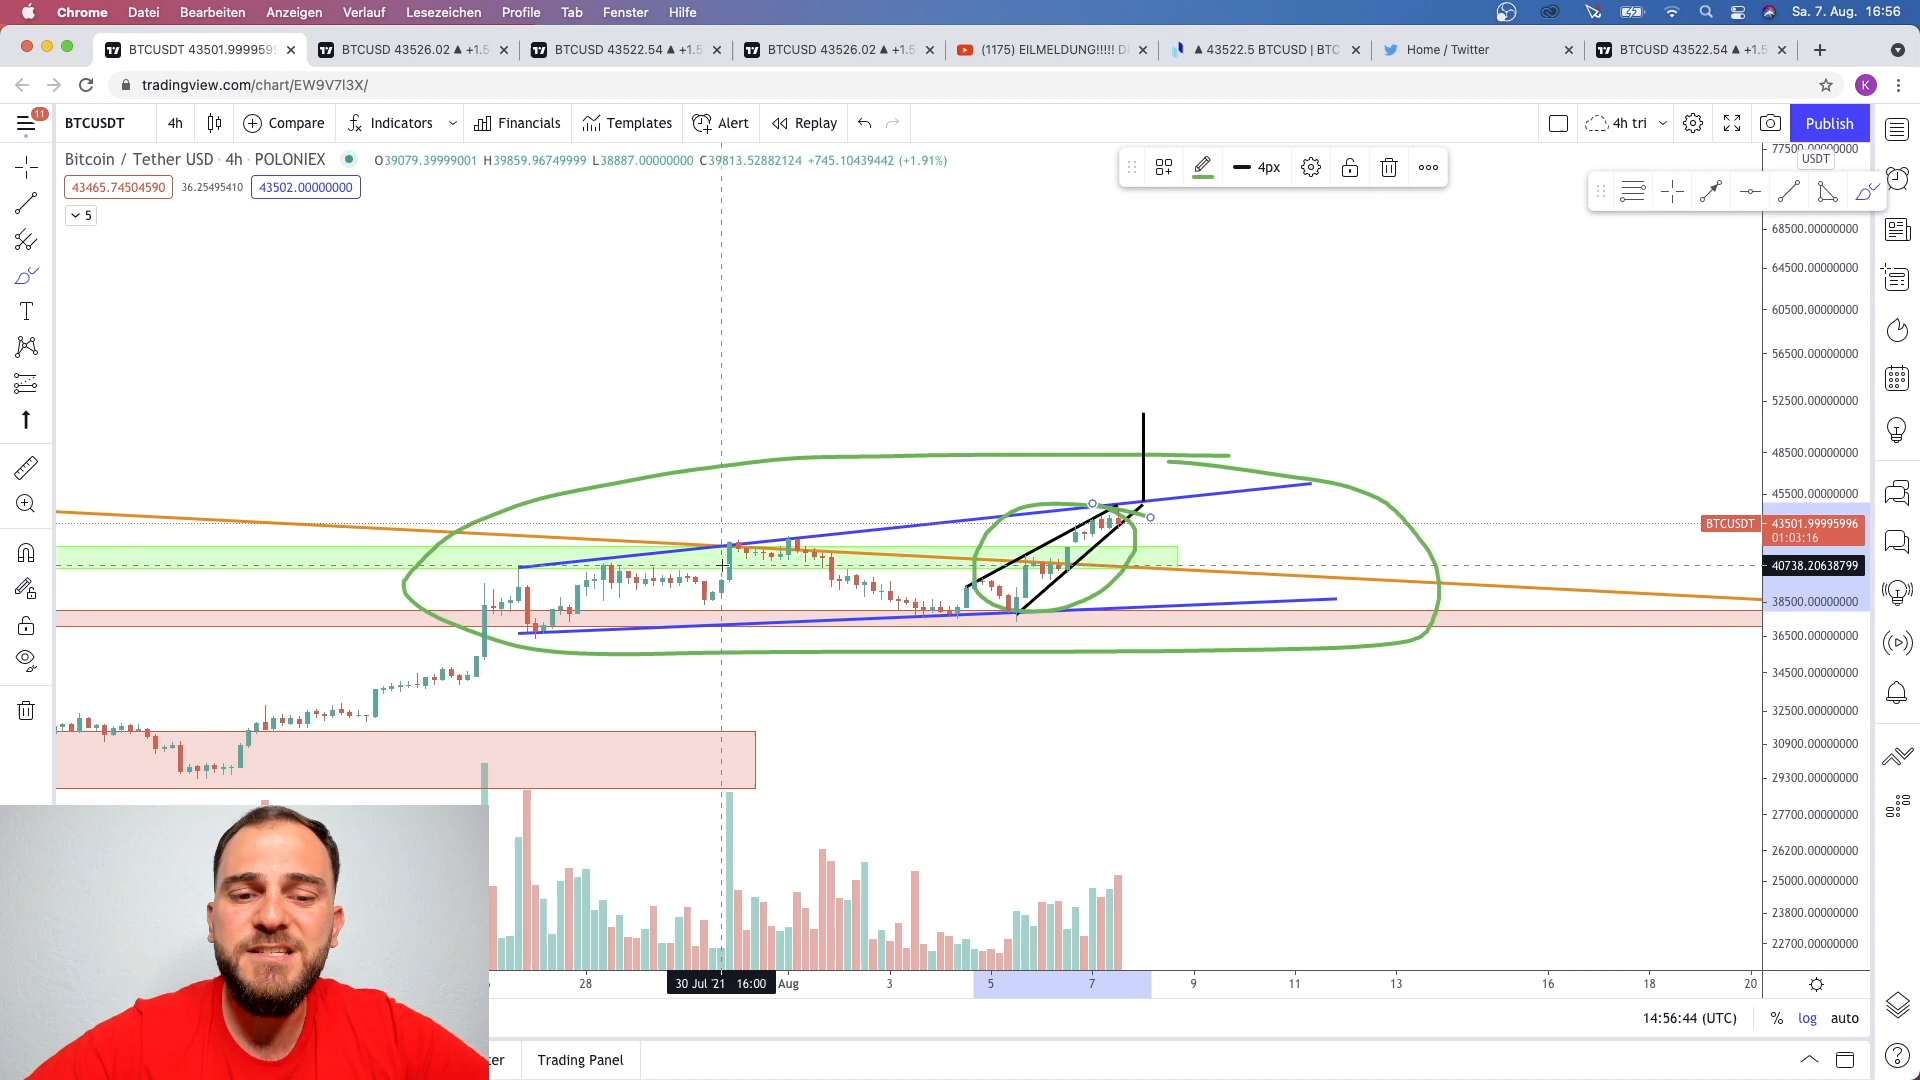 Chrome Datei Bearbeiten Anzeigen Verlauf Lesezeichen Profile Tab Fenster Hilfe Sa. 7. Aug. 16:56
BTCUSDT 43501.999959 BTCUSD 43526.02 ▲ +1.5 BTCUSD 43522.54 ▲ +1.5 BTCUSD 43526.02 ▲ +1.5 (1175) EILMELDUNG!!!!! D ▲ 43522.5 BTCUSD | BTC Home / Twitter BTCUSD 43522.54 ▲ +1.5
tradingview.com/chart/EW9V7I3X/ K
11 BTCUSDT 4h Compare Indicators Financials Templates Alert Replay 4h tri Publish
Bitcoin / Tether USD · 4h · POLONIEX O39079.39999001 H39859.96749999 L38887.00000000 C39813.52882124 +745.10439442 (+1.91%)
4px
USDT
43465.74504590 36.25495410 43502.00000000
5
77500.00000000
68500.00000000
64500.00000000
60500.00000000
56500.00000000
52500.00000000
48500.00000000
45500.00000000
BTCUSDT 43501.99995996
01:03:16
40738.20638799
38500.00000000
36500.00000000
34500.00000000
32500.00000000
30900.00000000
29300.00000000
27700.00000000
26200.00000000
25000.00000000
23800.00000000
22700.00000000
28 30 Jul '21 16:00 Aug 3 5 7 9 11 13 16 18 20
14:56:44 (UTC) % log auto
ter Trading Panel